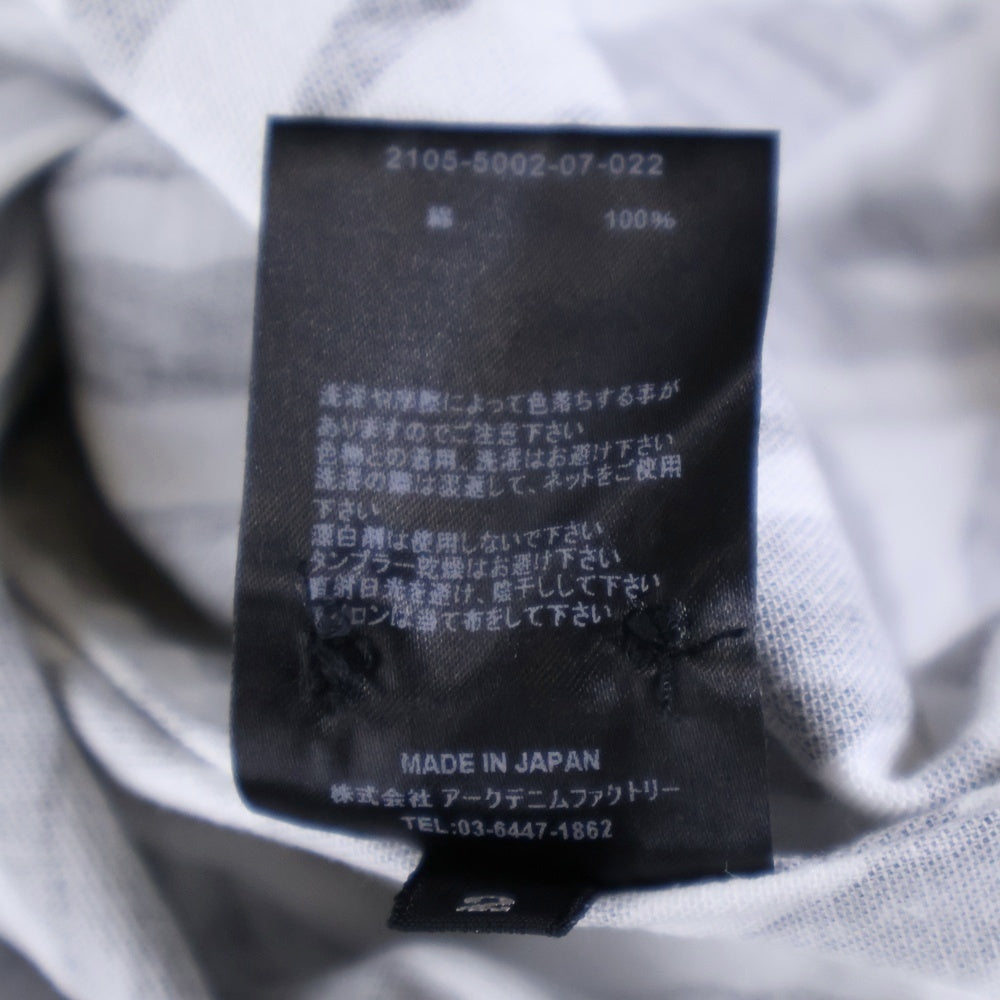 2105-5002-07-022
綿 100%
洗濯や摩擦によって色落ちする事が
ありますのでご注意下さい
色物との着用、洗濯はお避け下さい
洗濯の際は裏返して、ネットをご使用
下さい
漂白剤は使用しないで下さい
タンブラー乾燥はお避け下さい
直射日光を避け、陰干しして下さい
アイロンは当て布をして下さい
MADE IN JAPAN
株式会社 アークデニムファクトリー
TEL:03-6447-1862
2